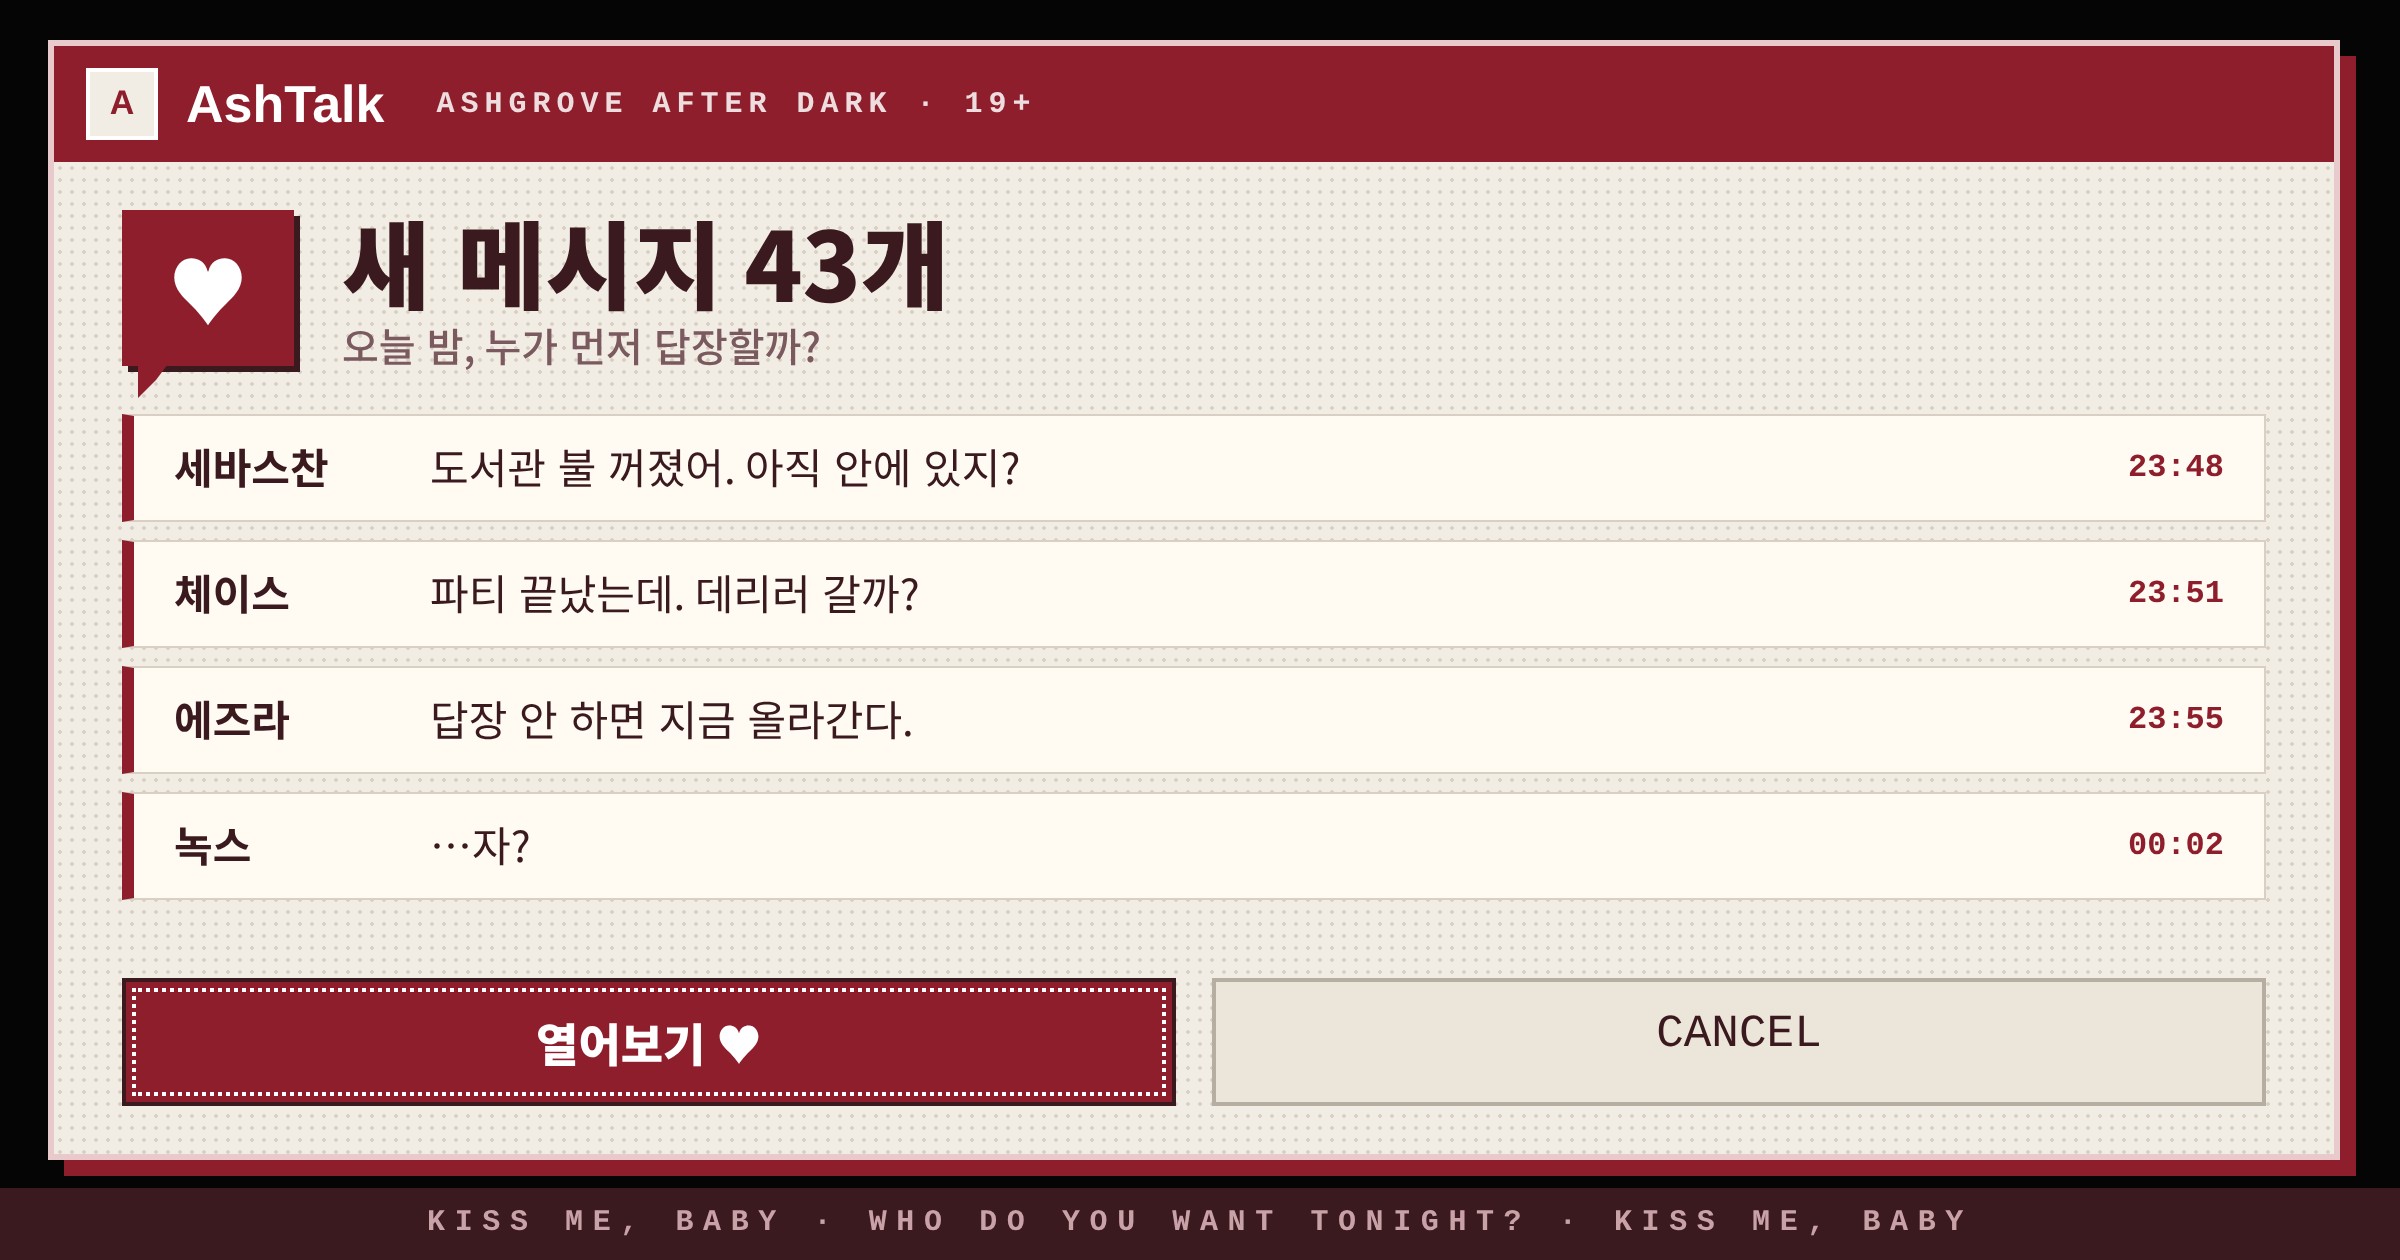 A AshTalk ASHGROVE AFTER DARK · 19+
새 메시지 43개
오늘 밤, 누가 먼저 답장할까?
세바스찬 도서관 불 꺼졌어. 아직 안에 있지? 23:48
체이스 파티 끝났는데. 데리러 갈까? 23:51
에즈라 답장 안 하면 지금 올라간다. 23:55
녹스 …자? 00:02
열어보기 ♥ CANCEL
KISS ME, BABY · WHO DO YOU WANT TONIGHT? · KISS ME, BABY